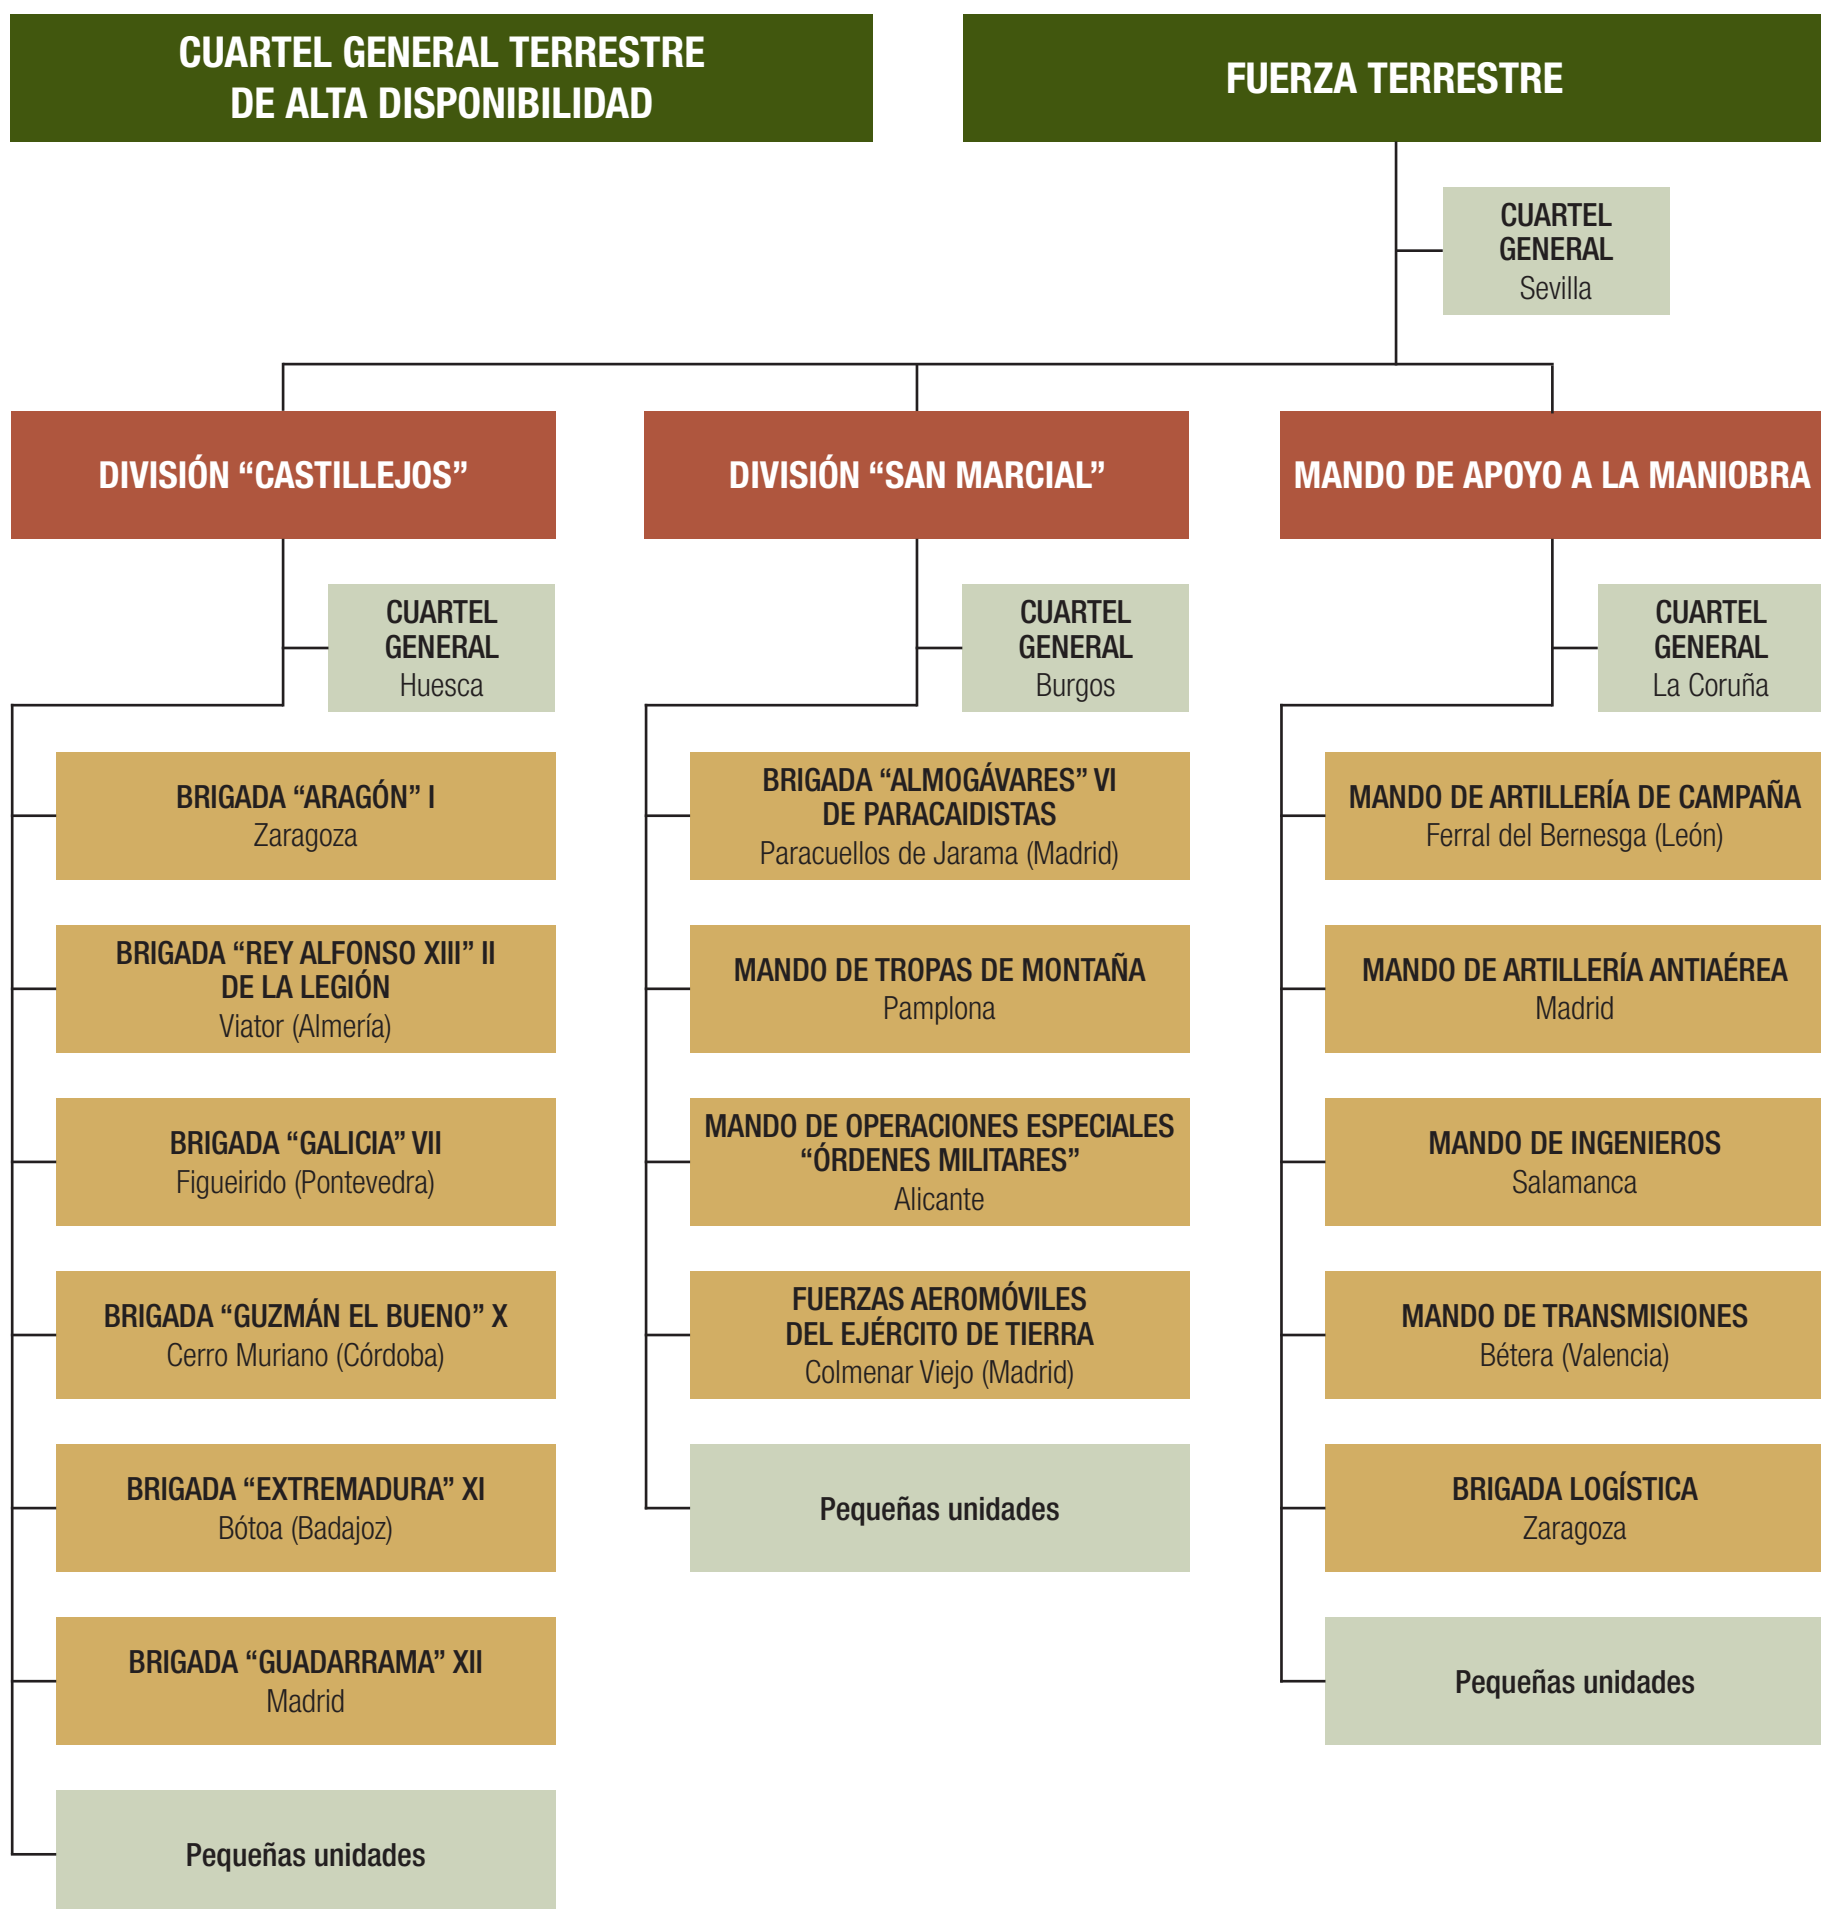 CUARTEL GENERAL TERRESTRE
DE ALTA DISPONIBILIDAD
FUERZA TERRESTRE
CUARTEL
GENERAL
Sevilla
DIVISIÓN “CASTILLEJOS”
CUARTEL
GENERAL
Huesca
BRIGADA “ARAGÓN” I
Zaragoza
BRIGADA “REY ALFONSO XIII” II
DE LA LEGIÓN
Viator (Almería)
BRIGADA “GALICIA” VII
Figueirido (Pontevedra)
BRIGADA “GUZMÁN EL BUENO” X
Cerro Muriano (Córdoba)
BRIGADA “EXTREMADURA” XI
Bótoa (Badajoz)
BRIGADA “GUADARRAMA” XII
Madrid
Pequeñas unidades
DIVISIÓN “SAN MARCIAL”
CUARTEL
GENERAL
Burgos
BRIGADA “ALMOGÁVARES” VI
DE PARACAIDISTAS
Paracuellos de Jarama (Madrid)
MANDO DE TROPAS DE MONTAÑA
Pamplona
MANDO DE OPERACIONES ESPECIALES
“ÓRDENES MILITARES”
Alicante
FUERZAS AEROMÓVILES
DEL EJÉRCITO DE TIERRA
Colmenar Viejo (Madrid)
Pequeñas unidades
MANDO DE APOYO A LA MANIOBRA
CUARTEL
GENERAL
La Coruña
MANDO DE ARTILLERÍA DE CAMPAÑA
Ferral del Bernesga (León)
MANDO DE ARTILLERÍA ANTIAÉREA
Madrid
MANDO DE INGENIEROS
Salamanca
MANDO DE TRANSMISIONES
Bétera (Valencia)
BRIGADA LOGÍSTICA
Zaragoza
Pequeñas unidades